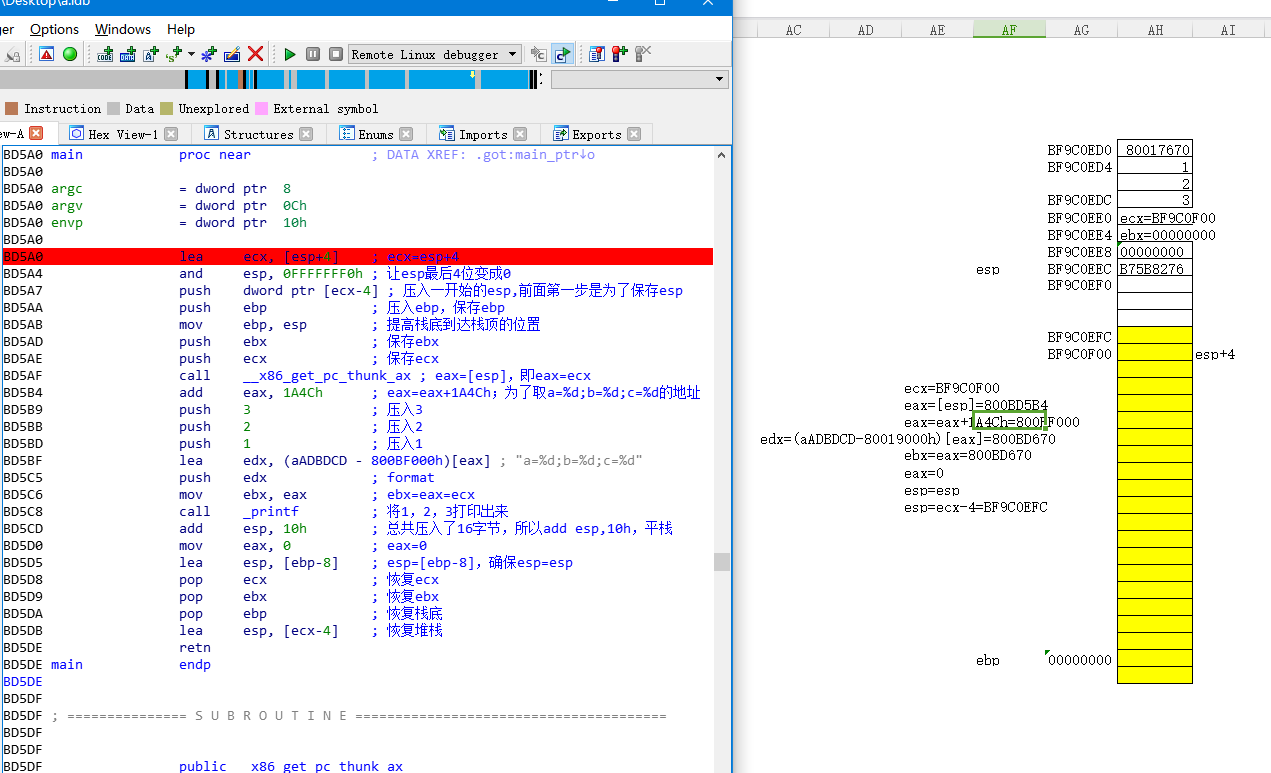 \Desktop\a.idb
ger Options Windows Help
Remote Linux debugger
Instruction Data Unexplored External symbol
ew-A Hex View-1 Structures Enums Imports Exports
BD5A0 main proc near ; DATA XREF: .got:main_ptr↓o
BD5A0
BD5A0 argc = dword ptr 8
BD5A0 argv = dword ptr 0Ch
BD5A0 envp = dword ptr 10h
BD5A0
BD5A0 lea ecx, [esp+4] ; ecx=esp+4
BD5A4 and esp, 0FFFFFFF0h ; 让esp最后4位变成0
BD5A7 push dword ptr [ecx-4] ; 压入一开始的esp,前面第一步是为了保存esp
BD5AA push ebp ; 压入ebp，保存ebp
BD5AB mov ebp, esp ; 提高栈底到达栈顶的位置
BD5AD push ebx ; 保存ebx
BD5AE push ecx ; 保存ecx
BD5AF call __x86_get_pc_thunk_ax ; eax=[esp]，即eax=ecx
BD5B4 add eax, 1A4Ch ; eax=eax+1A4Ch；为了取a=%d;b=%d;c=%d的地址
BD5B9 push 3 ; 压入3
BD5BB push 2 ; 压入2
BD5BD push 1 ; 压入1
BD5BF lea edx, (aADBDCD - 800BF000h)[eax] ; "a=%d;b=%d;c=%d"
BD5C5 push edx ; format
BD5C6 mov ebx, eax ; ebx=eax=ecx
BD5C8 call _printf ; 将1，2，3打印出来
BD5CD add esp, 10h ; 总共压入了16字节，所以add esp,10h，平栈
BD5D0 mov eax, 0 ; eax=0
BD5D5 lea esp, [ebp-8] ; esp=[ebp-8]，确保esp=esp
BD5D8 pop ecx ; 恢复ecx
BD5D9 pop ebx ; 恢复ebx
BD5DA pop ebp ; 恢复栈底
BD5DB lea esp, [ecx-4] ; 恢复堆栈
BD5DE retn
BD5DE main endp
BD5DE
BD5DF
BD5DF ; =============== S U B R O U T I N E =======================================
BD5DF
BD5DF
BD5DF public __x86_get_pc_thunk_ax
AC AD AE AF AG AH AI
BF9C0ED0 80017670
BF9C0ED4 1
2
BF9C0EDC 3
BF9C0EE0 ecx=BF9C0F00
BF9C0EE4 ebx=00000000
BF9C0EE8 00000000
esp BF9C0EEC B75B8276
BF9C0EF0
BF9C0EFC
BF9C0F00 esp+4
ecx=BF9C0F00
eax=[esp]=800BD5B4
eax=eax+1A4Ch=800BF000
edx=(aADBDCD-80019000h)[eax]=800BD670
ebx=eax=800BD670
eax=0
esp=esp
esp=ecx-4=BF9C0EFC
ebp 00000000